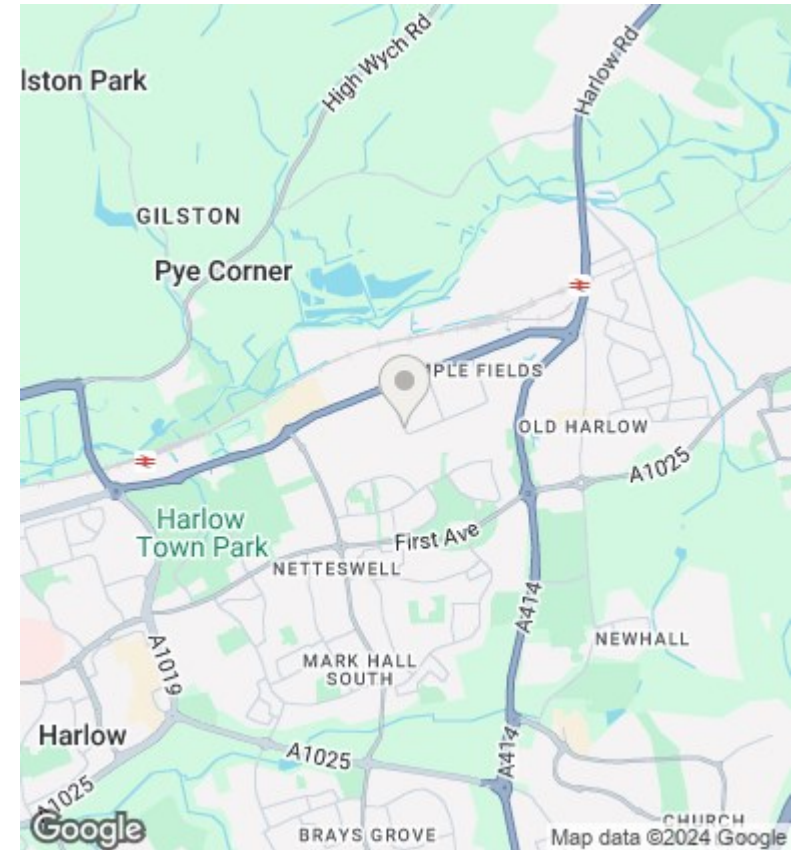 lston Park
High Wych Rd
Harlow Rd
GILSTON
Pye Corner
MPLE FIELDS
OLD HARLOW
A1025
Harlow
Town Park
First Ave
NETTESWELL
A414
NEWHALL
A1019
MARK HALL
SOUTH
Harlow
A1025
A414
A1025
CHURCH
BRAYS GROVE
Google
Map data ©2024 Google